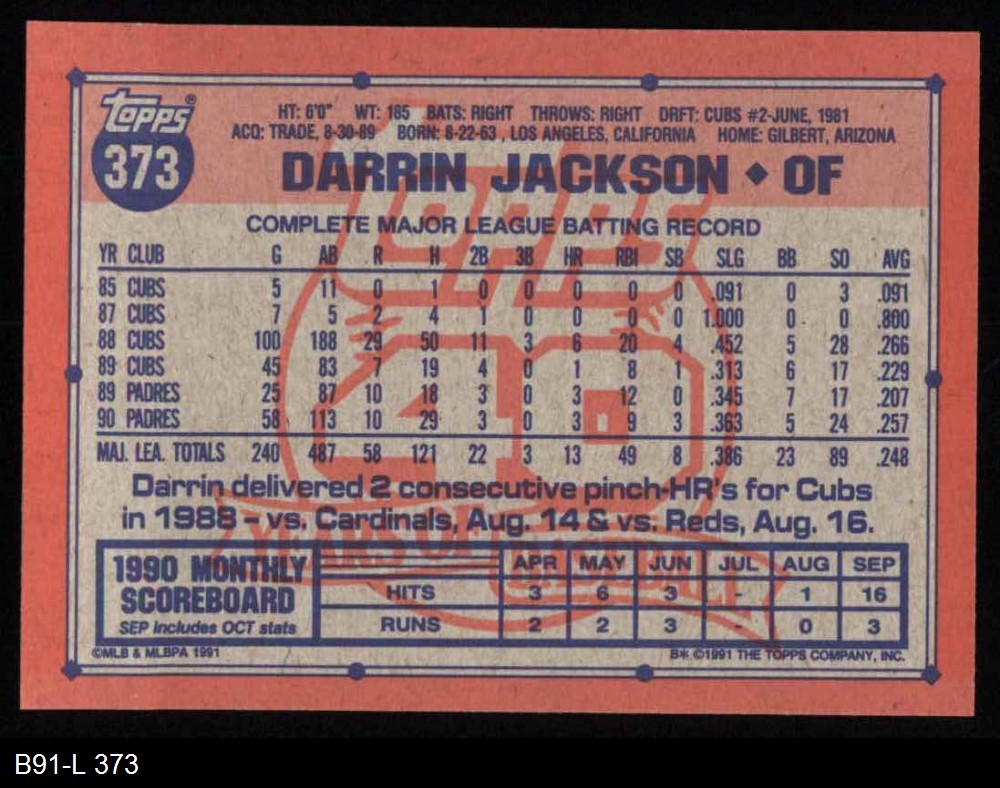 TOPPS®
373
HT: 6'0" WT: 185 BATS: RIGHT THROWS: RIGHT DRFT: CUBS #2-JUNE, 1981
ACQ: TRADE, 8-30-89 BORN: 8-22-63, LOS ANGELES, CALIFORNIA HOME: GILBERT, ARIZONA
DARRIN JACKSON ◆ OF
COMPLETE MAJOR LEAGUE BATTING RECORD
YR CLUB G AB R H 2B 3B HR RBI SB SLG BB SO AVG
85 CUBS 5 11 0 1 0 0 0 0 0 .091 0 3 .091
87 CUBS 7 5 2 4 1 0 0 0 0 1.000 0 0 .800
88 CUBS 100 188 29 50 11 3 6 20 4 .452 5 28 .266
89 CUBS 45 83 7 19 4 0 1 8 1 .313 6 17 .229
89 PADRES 25 87 10 18 3 0 3 12 0 .345 7 17 .207
90 PADRES 58 113 10 29 3 0 3 9 3 .363 5 24 .257
MAJ. LEA. TOTALS 240 487 58 121 22 3 13 49 8 .386 23 89 .248
TOPPS
40
YEARS OF BASEBALL
Darrin delivered 2 consecutive pinch-HR's for Cubs
in 1988 – vs. Cardinals, Aug. 14 & vs. Reds, Aug. 16.
1990 MONTHLY
SCOREBOARD
SEP includes OCT stats
APR MAY JUN JUL AUG SEP
HITS 3 6 3 - 1 16
RUNS 2 2 3 - 0 3
©MLB & MLBPA 1991 B* ©1991 THE TOPPS COMPANY, INC.
B91-L 373